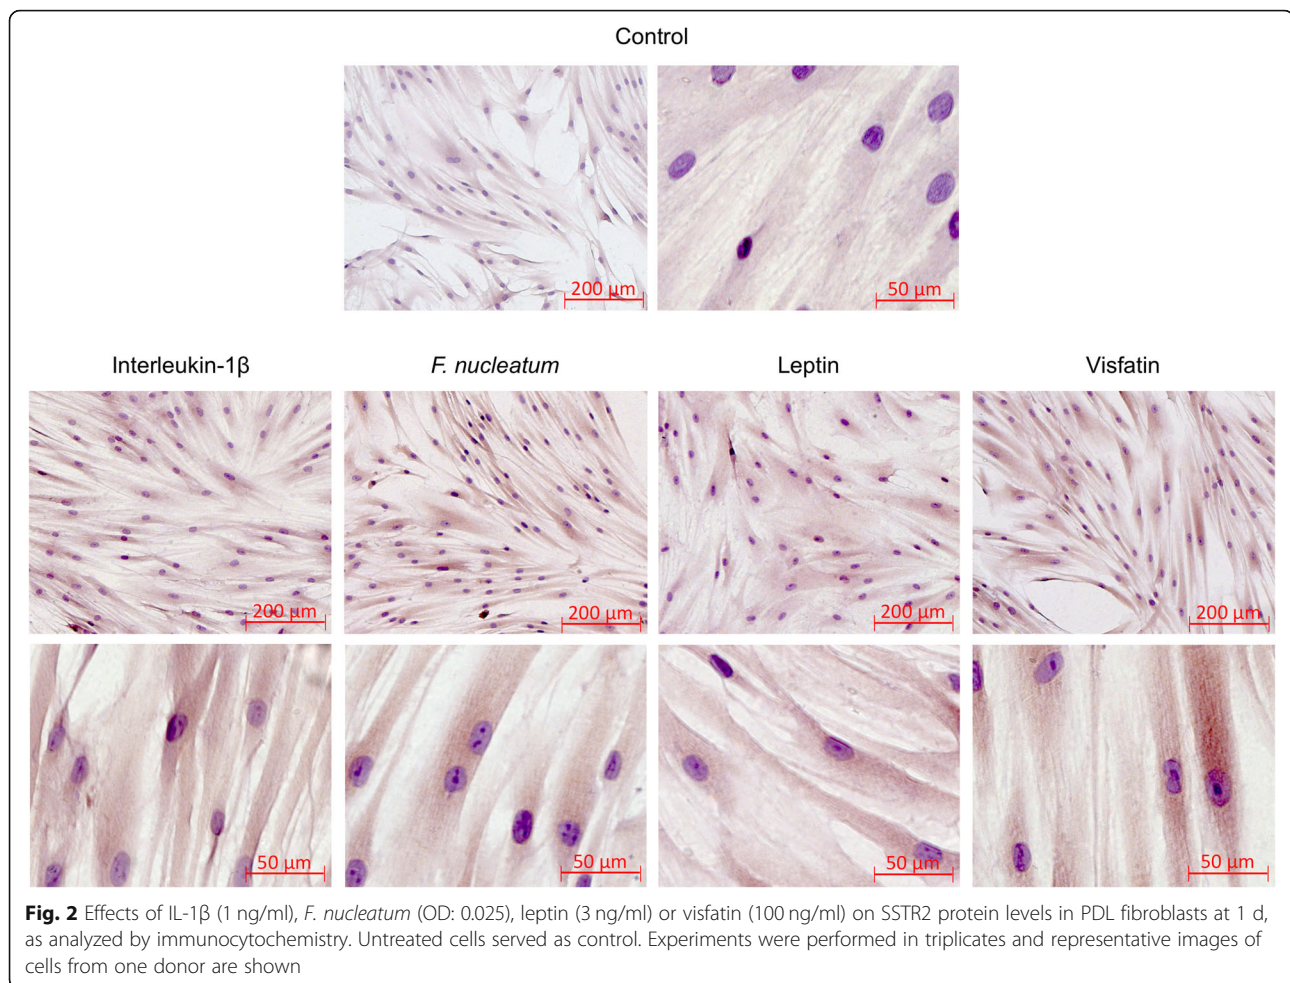 Control
200 µm
50 µm
Interleukin-1β
F. nucleatum
Leptin
Visfatin
200 µm
200 µm
200 µm
200 µm
50 µm
50 µm
50 µm
50 µm
Fig. 2 Effects of IL-1β (1 ng/ml), F. nucleatum (OD: 0.025), leptin (3 ng/ml) or visfatin (100 ng/ml) on SSTR2 protein levels in PDL fibroblasts at 1 d,
as analyzed by immunocytochemistry. Untreated cells served as control. Experiments were performed in triplicates and representative images of
cells from one donor are shown